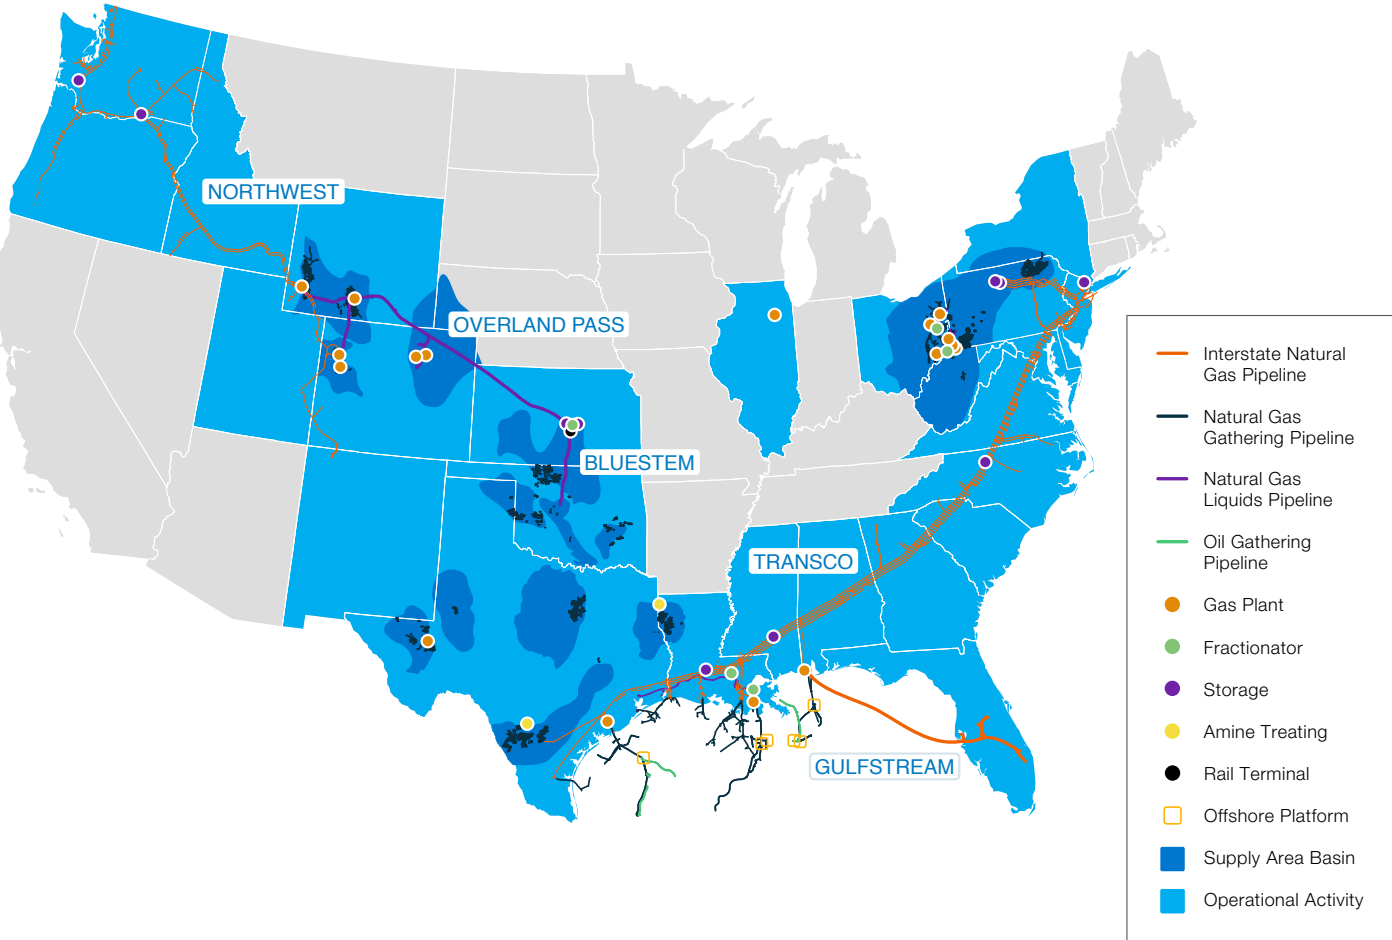 NORTHWEST
OVERLAND PASS
BLUESTEM
TRANSCO
GULFSTREAM
Interstate Natural
Gas Pipeline
Natural Gas
Gathering Pipeline
Natural Gas
Liquids Pipeline
Oil Gathering
Pipeline
Gas Plant
Fractionator
Storage
Amine Treating
Rail Terminal
Offshore Platform
Supply Area Basin
Operational Activity